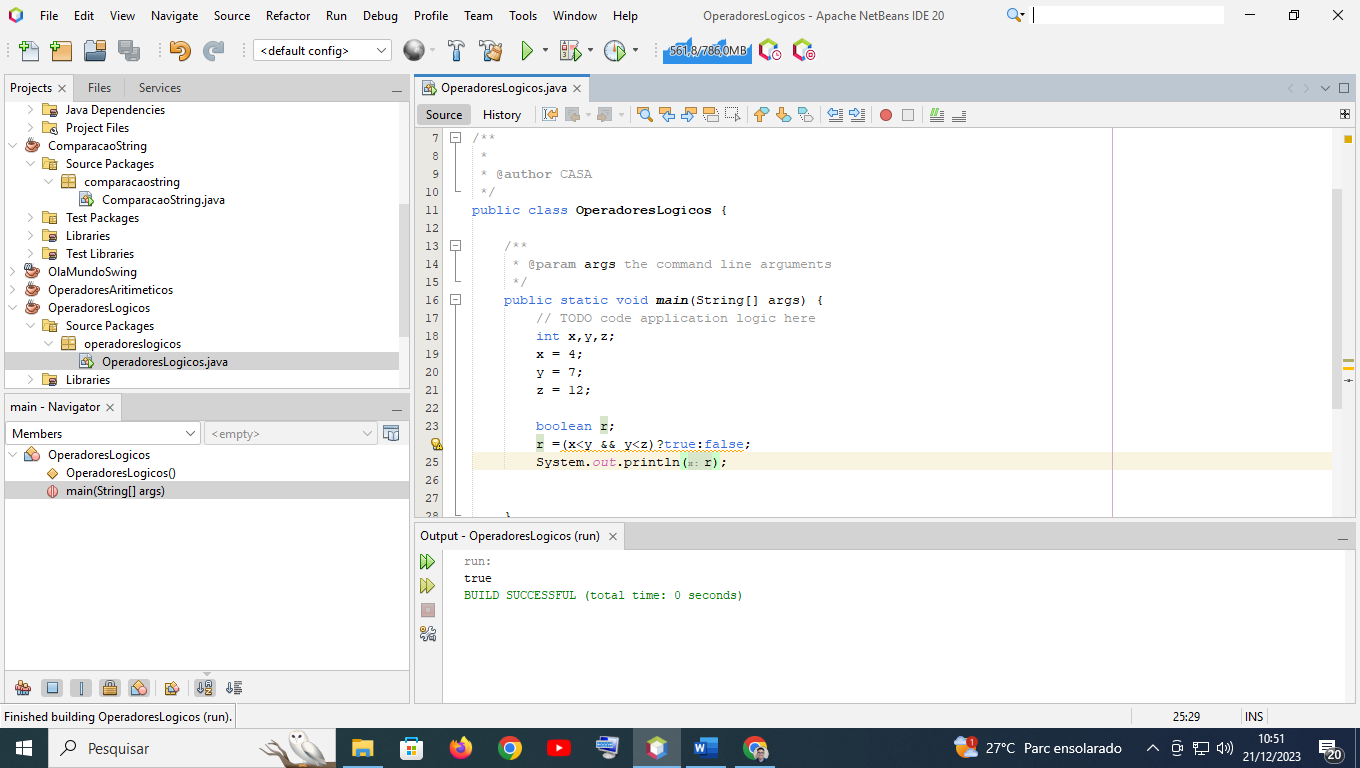 File Edit View Navigate Source Refactor Run Debug Profile Team Tools Window Help OperadoresLogicos - Apache NetBeans IDE 20
<default config> 561,8/786,0MB
Projects Files Services
Java Dependencies
Project Files
ComparacaoString
Source Packages
comparacaostring
ComparacaoString.java
Test Packages
Libraries
Test Libraries
OlaMundoSwing
OperadoresAritimeticos
OperadoresLogicos
Source Packages
operadoreslogicos
OperadoresLogicos.java
Libraries
main - Navigator
Members <empty>
OperadoresLogicos
OperadoresLogicos()
main(String[] args)
OperadoresLogicos.java
Source History
7 /**
8 *
9 * @author CASA
10 */
11 public class OperadoresLogicos {
12
13 /**
14 * @param args the command line arguments
15 */
16 public static void main(String[] args) {
17 // TODO code application logic here
18 int x,y,z;
19 x = 4;
20 y = 7;
21 z = 12;
22
23 boolean r;
r =(x<y && y<z)?true:false;
25 System.out.println(x: r);
26
27
28 }
Output - OperadoresLogicos (run)
run:
true
BUILD SUCCESSFUL (total time: 0 seconds)
Finished building OperadoresLogicos (run). 25:29 INS
Pesquisar 1 27°C Parc ensolarado 10:51
21/12/2023 20